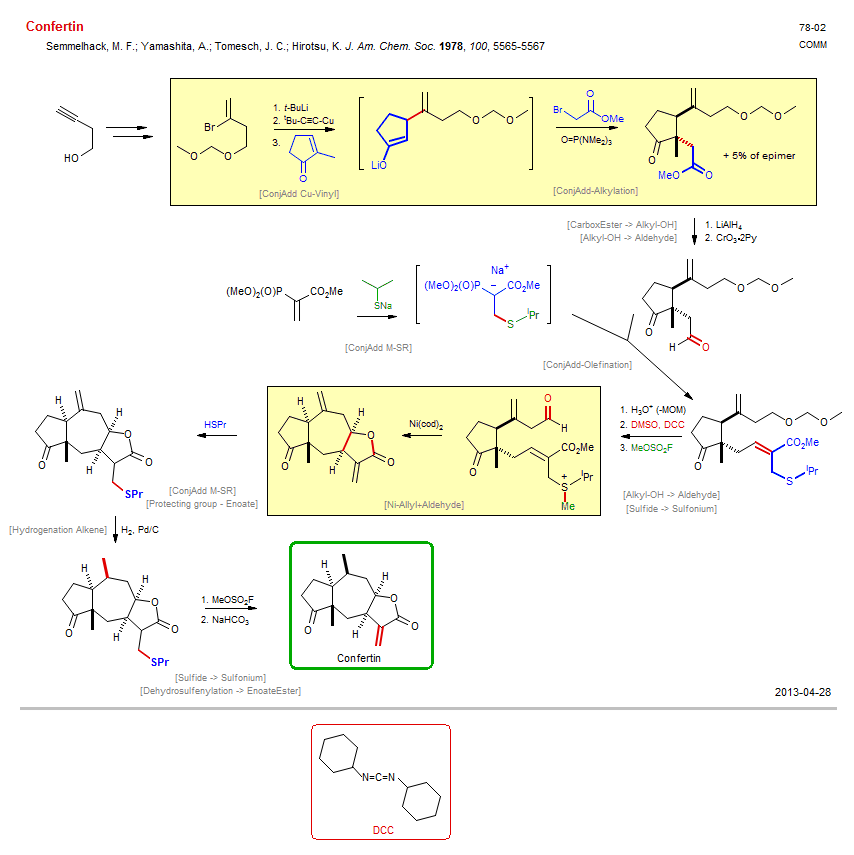 Confertin
78-02
Semmelhack, M. F.; Yamashita, A.; Tomesch, J. C.; Hirotsu, K. J. Am. Chem. Soc. 1978, 100, 5565-5567
COMM
HO
Br
O
O
1. t-BuLi
2. tBu-C≡C-Cu
3.
O
[ConjAdd Cu-Vinyl]
O
O
LiO
Br
O
OMe
O=P(NMe2)3
[ConjAdd-Alkylation]
O
O
O
MeO
O
+ 5% of epimer
[CarboxEster -> Alkyl-OH]
[Alkyl-OH -> Aldehyde]
1. LiAlH4
2. CrO3•2Py
(MeO)2(O)P
CO2Me
SNa
[ConjAdd M-SR]
Na+
(MeO)2(O)P
–
CO2Me
S
iPr
O
O
O
H
O
[ConjAdd-Olefination]
H
H
H
O
O
O
SPr
HSPr
[ConjAdd M-SR]
[Protecting group - Enoate]
H
H
H
O
O
O
Ni(cod)2
[Ni-Allyl+Aldehyde]
O
H
O
CO2Me
+
S
iPr
Me
1. H3O+ (-MOM)
2. DMSO, DCC
3. MeOSO2F
[Alkyl-OH -> Aldehyde]
[Sulfide -> Sulfonium]
O
O
O
CO2Me
S
iPr
[Hydrogenation Alkene]
H2, Pd/C
H
H
H
O
O
O
SPr
1. MeOSO2F
2. NaHCO3
[Sulfide -> Sulfonium]
[Dehydrosulfenylation -> EnoateEster]
H
H
H
O
O
O
Confertin
2013-04-28
N=C=N
DCC